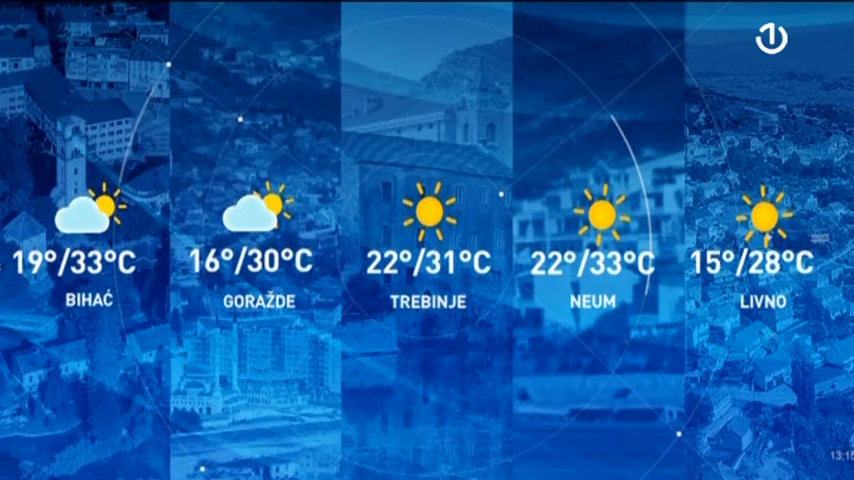 19°/33°C
BIHAĆ
16°/30°C
GORAŽDE
22°/31°C
TREBINJE
22°/33°C
NEUM
15°/28°C
LIVNO